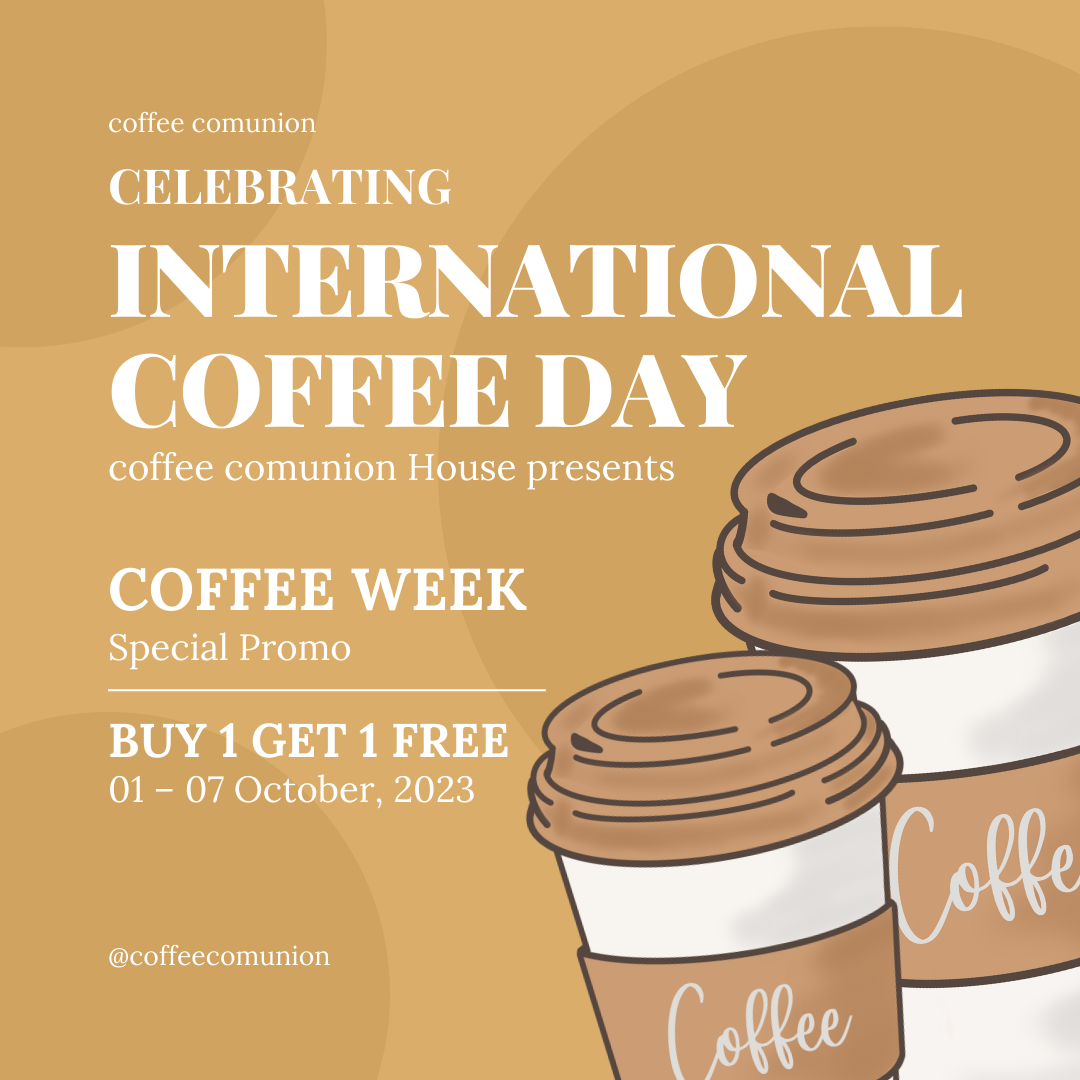 coffee comunion
CELEBRATING
INTERNATIONAL
COFFEE DAY
coffee comunion House presents
COFFEE WEEK
Special Promo
BUY 1 GET 1 FREE
01 – 07 October, 2023
@coffeecomunion
Coffee
Coffee